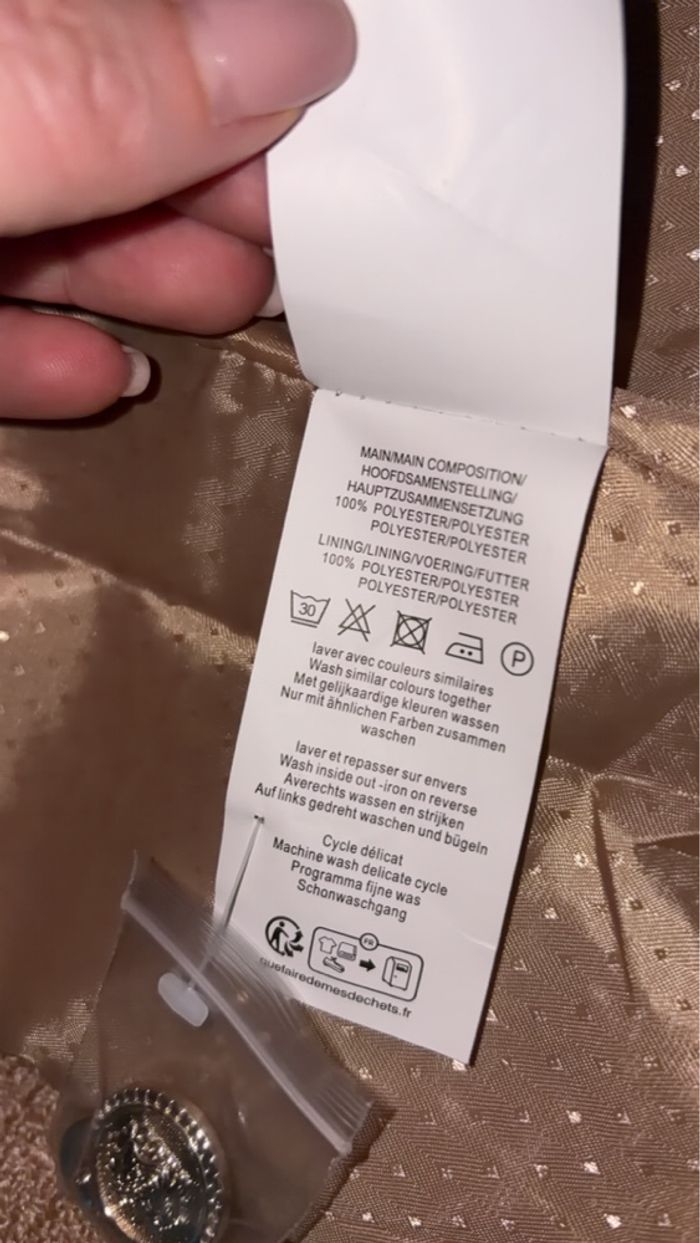 MAIN/MAIN COMPOSITION/
HOOFDSAMENSTELLING/
HAUPTZUSAMMENSETZUNG
100% POLYESTER/POLYESTER
POLYESTER/POLYESTER
LINING/LINING/VOERING/FUTTER
100% POLYESTER/POLYESTER
POLYESTER/POLYESTER
30
P
laver avec couleurs similaires
Wash similar colours together
Met gelijkaardige kleuren wassen
Nur mit ähnlichen Farben zusammen
waschen
laver et repasser sur envers
Wash inside out -iron on reverse
Averechts wassen en strijken
Auf links gedreht waschen und bügeln
Cycle délicat
Machine wash delicate cycle
Programma fijne was
Schonwaschgang
FR
quefairedemesdechets.fr